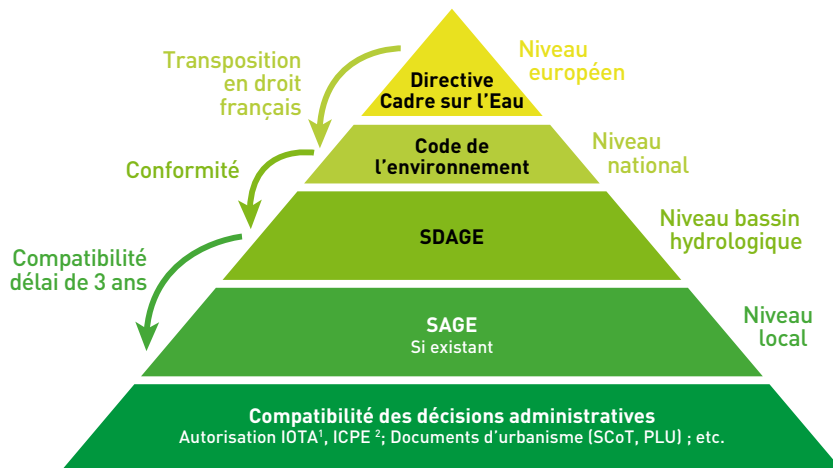 Transposition
en droit
français
Niveau
européen
Directive
Cadre sur l'Eau
Conformité
Code de
l'environnement
Niveau
national
Compatibilité
délai de 3 ans
SDAGE
Niveau bassin
hydrologique
SAGE
Si existant
Niveau
local
Compatibilité des décisions administratives
Autorisation IOTA¹, ICPE ²; Documents d'urbanisme (SCoT, PLU) ; etc.